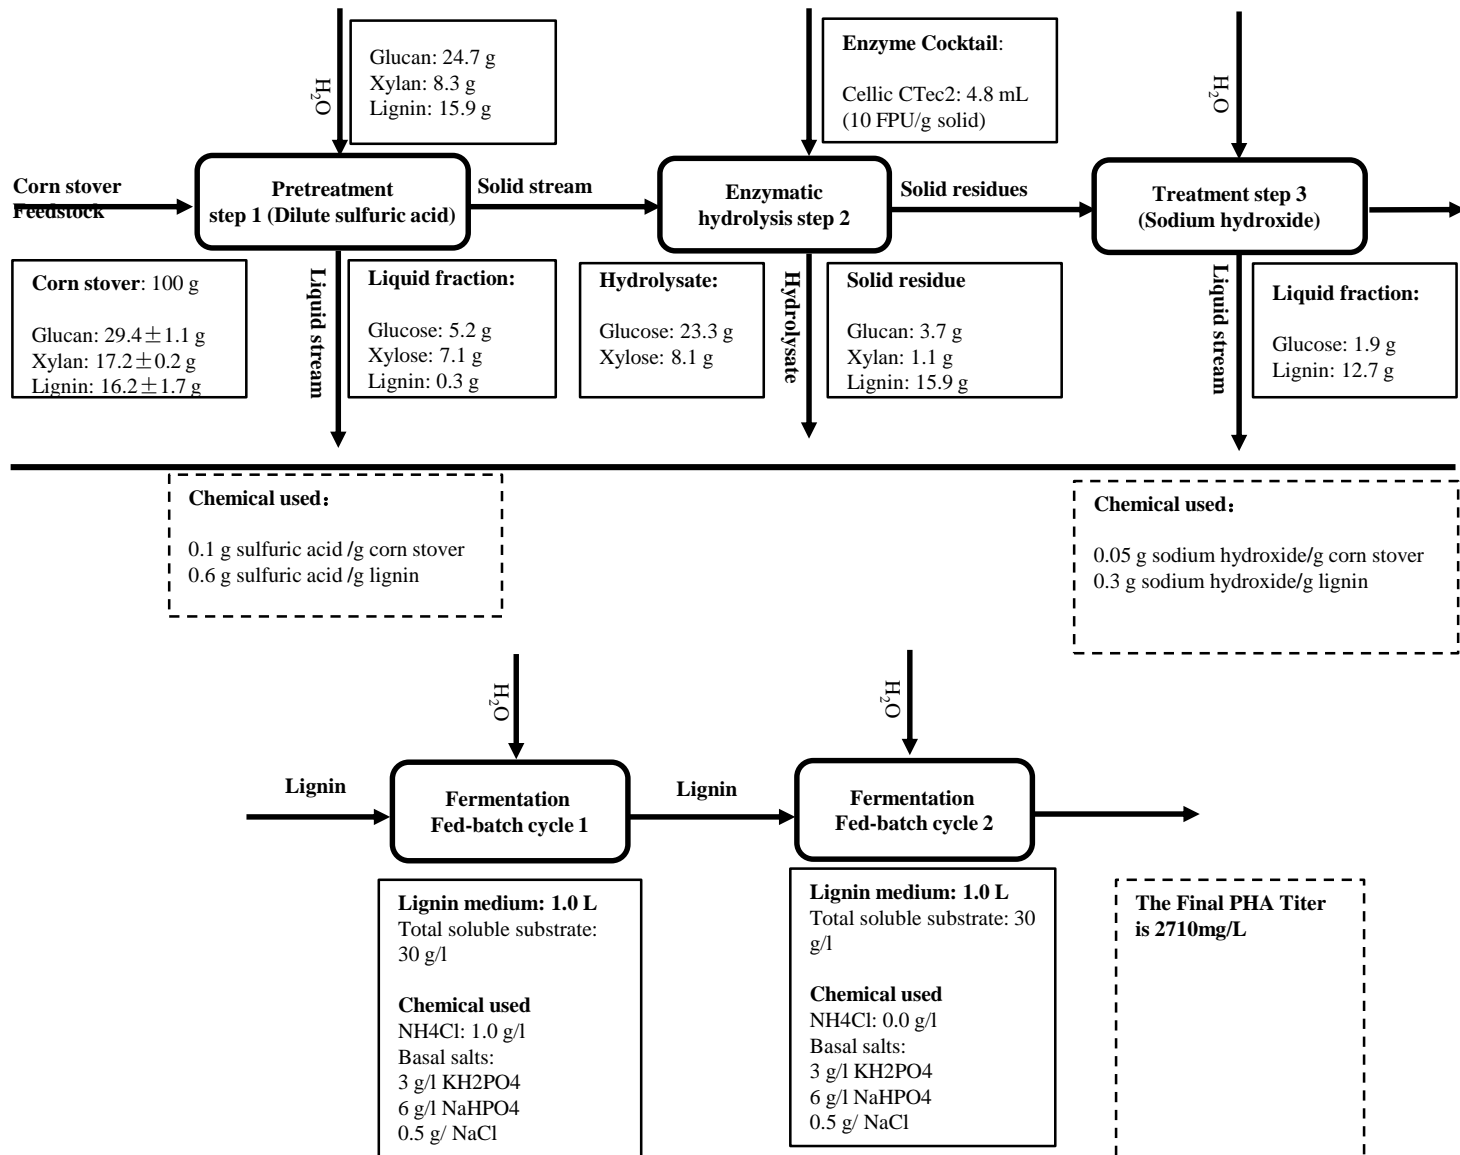 H₂O
Glucan: 24.7 g
Xylan: 8.3 g
Lignin: 15.9 g
Enzyme Cocktail:
Cellic CTec2: 4.8 mL
(10 FPU/g solid)
H₂O
Corn stover
Feedstock
Pretreatment
step 1 (Dilute sulfuric acid)
Solid stream
Enzymatic
hydrolysis step 2
Solid residues
Treatment step 3
(Sodium hydroxide)
Corn stover: 100 g
Glucan: 29.4±1.1 g
Xylan: 17.2±0.2 g
Lignin: 16.2±1.7 g
Liquid stream
Liquid fraction:
Glucose: 5.2 g
Xylose: 7.1 g
Lignin: 0.3 g
Hydrolysate:
Glucose: 23.3 g
Xylose: 8.1 g
Hydrolysate
Solid residue
Glucan: 3.7 g
Xylan: 1.1 g
Lignin: 15.9 g
Liquid stream
Liquid fraction:
Glucose: 1.9 g
Lignin: 12.7 g
Chemical used：
0.1 g sulfuric acid /g corn stover
0.6 g sulfuric acid /g lignin
Chemical used：
0.05 g sodium hydroxide/g corn stover
0.3 g sodium hydroxide/g lignin
H₂O
H₂O
Lignin
Fermentation
Fed-batch cycle 1
Lignin
Fermentation
Fed-batch cycle 2
Lignin medium: 1.0 L
Total soluble substrate:
30 g/l
Chemical used
NH4Cl: 1.0 g/l
Basal salts:
3 g/l KH2PO4
6 g/l NaHPO4
0.5 g/ NaCl
Lignin medium: 1.0 L
Total soluble substrate: 30
g/l
Chemical used
NH4Cl: 0.0 g/l
Basal salts:
3 g/l KH2PO4
6 g/l NaHPO4
0.5 g/ NaCl
The Final PHA Titer
is 2710mg/L